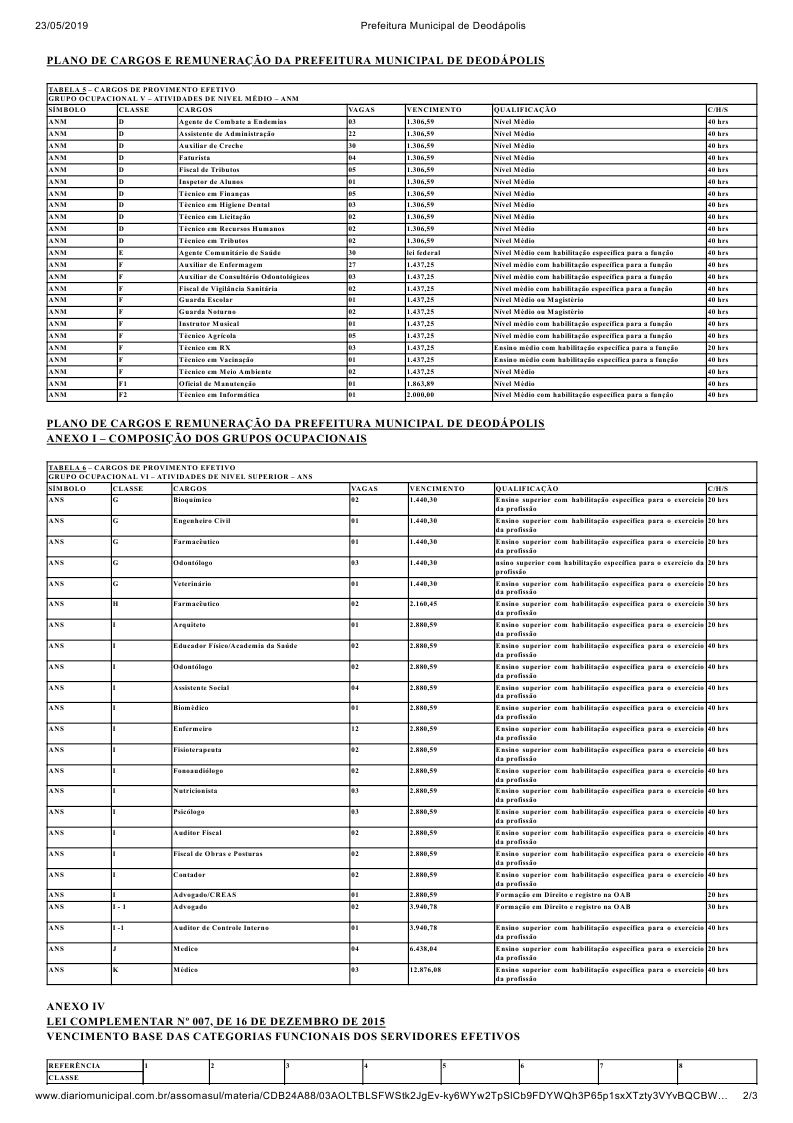 23/05/2019 Prefeitura Municipal de Deodápolis
PLANO DE CARGOS E REMUNERAÇÃO DA PREFEITURA MUNICIPAL DE DEODÁPOLIS
TABELA 5 – CARGOS DE PROVIMENTO EFETIVO
GRUPO OCUPACIONAL V – ATIVIDADES DE NIVEL MÉDIO – ANM
SÍMBOLO CLASSE CARGOS VAGAS VENCIMENTO QUALIFICAÇÃO C/H/S
ANM D Agente de Combate a Endemias 03 1.306,59 Nível Médio 40 hrs
ANM D Assistente de Administração 22 1.306,59 Nível Médio 40 hrs
ANM D Auxiliar de Creche 30 1.306,59 Nível Médio 40 hrs
ANM D Faturista 04 1.306,59 Nível Médio 40 hrs
ANM D Fiscal de Tributos 05 1.306,59 Nível Médio 40 hrs
ANM D Inspetor de Alunos 01 1.306,59 Nível Médio 40 hrs
ANM D Técnico em Finanças 05 1.306,59 Nível Médio 40 hrs
ANM D Técnico em Higiene Dental 03 1.306,59 Nível Médio 40 hrs
ANM D Técnico em Licitação 02 1.306,59 Nível Médio 40 hrs
ANM D Técnico em Recursos Humanos 02 1.306,59 Nível Médio 40 hrs
ANM D Técnico em Tributos 02 1.306,59 Nível Médio 40 hrs
ANM E Agente Comunitário de Saúde 30 lei federal Nível Médio com habilitação específica para a função 40 hrs
ANM F Auxiliar de Enfermagem 27 1.437,25 Nível médio com habilitação específica para a função 40 hrs
ANM F Auxiliar de Consultório Odontológicos 03 1.437,25 Nível médio com habilitação específica para a função 40 hrs
ANM F Fiscal de Vigilância Sanitária 02 1.437,25 Nível médio com habilitação específica para a função 40 hrs
ANM F Guarda Escolar 01 1.437,25 Nível Médio ou Magistério 40 hrs
ANM F Guarda Noturno 02 1.437,25 Nível Médio ou Magistério 40 hrs
ANM F Instrutor Musical 01 1.437,25 Nível médio com habilitação específica para a função 40 hrs
ANM F Técnico Agrícola 05 1.437,25 Nível médio com habilitação específica para a função 40 hrs
ANM F Técnico em RX 03 1.437,25 Ensino médio com habilitação específica para a função 20 hrs
ANM F Técnico em Vacinação 01 1.437,25 Ensino médio com habilitação específica para a função 40 hrs
ANM F Técnico em Meio Ambiente 02 1.437,25 Nível Médio 40 hrs
ANM F1 Oficial de Manutenção 01 1.863,89 Nível Médio 40 hrs
ANM F2 Técnico em Informática 01 2.000,00 Nível Médio com habilitação específica para a função 40 hrs
PLANO DE CARGOS E REMUNERAÇÃO DA PREFEITURA MUNICIPAL DE DEODÁPOLIS
ANEXO I – COMPOSIÇÃO DOS GRUPOS OCUPACIONAIS
TABELA 6 – CARGOS DE PROVIMENTO EFETIVO
GRUPO OCUPACIONAL VI – ATIVIDADES DE NIVEL SUPERIOR – ANS
SÍMBOLO CLASSE CARGOS VAGAS VENCIMENTO QUALIFICAÇÃO C/H/S
ANS G Bioquímico 02 1.440,30 Ensino superior com habilitação específica para o exercício 20 hrs
da profissão
ANS G Engenheiro Civil 01 1.440,30 Ensino superior com habilitação específica para o exercício 20 hrs
da profissão
ANS G Farmacêutico 01 1.440,30 Ensino superior com habilitação específica para o exercício 20 hrs
da profissão
ANS G Odontólogo 03 1.440,30 nsino superior com habilitação específica para o exercício da 20 hrs
profissão
ANS G Veterinário 01 1.440,30 Ensino superior com habilitação específica para o exercício 20 hrs
da profissão
ANS H Farmacêutico 02 2.160,45 Ensino superior com habilitação específica para o exercício 30 hrs
da profissão
ANS I Arquiteto 01 2.880,59 Ensino superior com habilitação específica para o exercício 20 hrs
da profissão
ANS I Educador Físico/Academia da Saúde 02 2.880,59 Ensino superior com habilitação específica para o exercício 40 hrs
da profissão
ANS I Odontólogo 02 2.880,59 Ensino superior com habilitação específica para o exercício 40 hrs
da profissão
ANS I Assistente Social 04 2.880,59 Ensino superior com habilitação específica para o exercício 40 hrs
da profissão
ANS I Biomédico 01 2.880,59 Ensino superior com habilitação específica para o exercício 40 hrs
da profissão
ANS I Enfermeiro 12 2.880,59 Ensino superior com habilitação específica para o exercício 40 hrs
da profissão
ANS I Fisioterapeuta 02 2.880,59 Ensino superior com habilitação específica para o exercício 40 hrs
da profissão
ANS I Fonoaudiólogo 02 2.880,59 Ensino superior com habilitação específica para o exercício 40 hrs
da profissão
ANS I Nutricionista 03 2.880,59 Ensino superior com habilitação específica para o exercício 40 hrs
da profissão
ANS I Psicólogo 03 2.880,59 Ensino superior com habilitação específica para o exercício 40 hrs
da profissão
ANS I Auditor Fiscal 02 2.880,59 Ensino superior com habilitação específica para o exercício 40 hrs
da profissão
ANS I Fiscal de Obras e Posturas 02 2.880,59 Ensino superior com habilitação específica para o exercício 40 hrs
da profissão
ANS I Contador 02 2.880,59 Ensino superior com habilitação específica para o exercício 40 hrs
da profissão
ANS I Advogado/CREAS 01 2.880,59 Formação em Direito e registro na OAB 20 hrs
ANS I - 1 Advogado 02 3.940,78 Formação em Direito e registro na OAB 30 hrs
ANS I -1 Auditor de Controle Interno 01 3.940,78 Ensino superior com habilitação específica para o exercício 40 hrs
da profissão
ANS J Medico 04 6.438,04 Ensino superior com habilitação específica para o exercício 20 hrs
da profissão
ANS K Médico 03 12.876,08 Ensino superior com habilitação específica para o exercício 40 hrs
da profissão
ANEXO IV
LEI COMPLEMENTAR Nº 007, DE 16 DE DEZEMBRO DE 2015
VENCIMENTO BASE DAS CATEGORIAS FUNCIONAIS DOS SERVIDORES EFETIVOS
REFERÊNCIA 1 2 3 4 5 6 7 8
CLASSE
www.diariomunicipal.com.br/assomasul/materia/CDB24A88/03AOLTBLSFWStk2JgEv-ky6WYw2TpSlCb9FDYWQh3P65p1sxXTzty3VYvBQCBW… 2/3